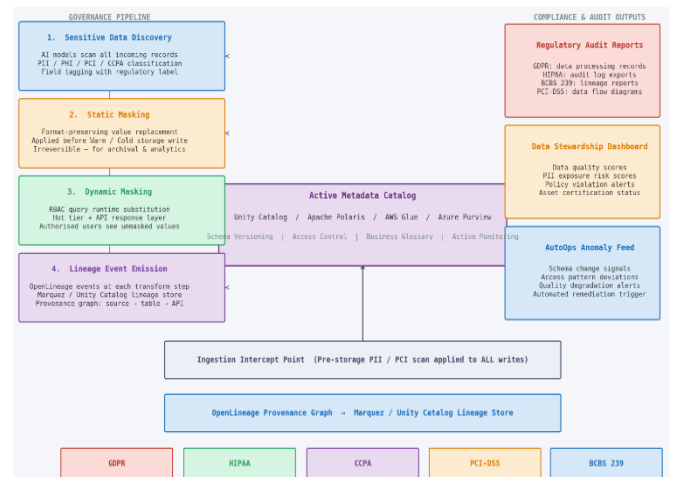 GOVERNANCE PIPELINE
1. Sensitive Data Discovery
AI models scan all incoming records
PII / PHI / PCI / CCPA classification
Field tagging with regulatory label
2. Static Masking
Format-preserving value replacement
Applied before Warm / Cold storage write
Irreversible — for archival & analytics
3. Dynamic Masking
RBAC query runtime substitution
Hot tier + API response layer
Authorised users see unmasked values
4. Lineage Event Emission
OpenLineage events at each transform step
Marquez / Unity Catalog lineage store
Provenance graph: source → table → API
Active Metadata Catalog
Unity Catalog / Apache Polaris / AWS Glue / Azure Purview
Schema Versioning | Access Control | Business Glossary | Active Monitoring
COMPLIANCE & AUDIT OUTPUTS
Regulatory Audit Reports
GDPR: data processing records
HIPAA: audit log exports
BCBS 239: lineage reports
PCI-DSS: data flow diagrams
Data Stewardship Dashboard
Data quality scores
PII exposure risk scores
Policy violation alerts
Asset certification status
AutoOps Anomaly Feed
Schema change signals
Access pattern deviations
Quality degradation alerts
Automated remediation trigger
Ingestion Intercept Point (Pre-storage PII / PCI scan applied to ALL writes)
OpenLineage Provenance Graph → Marquez / Unity Catalog Lineage Store
GDPR
HIPAA
CCPA
PCI-DSS
BCBS 239